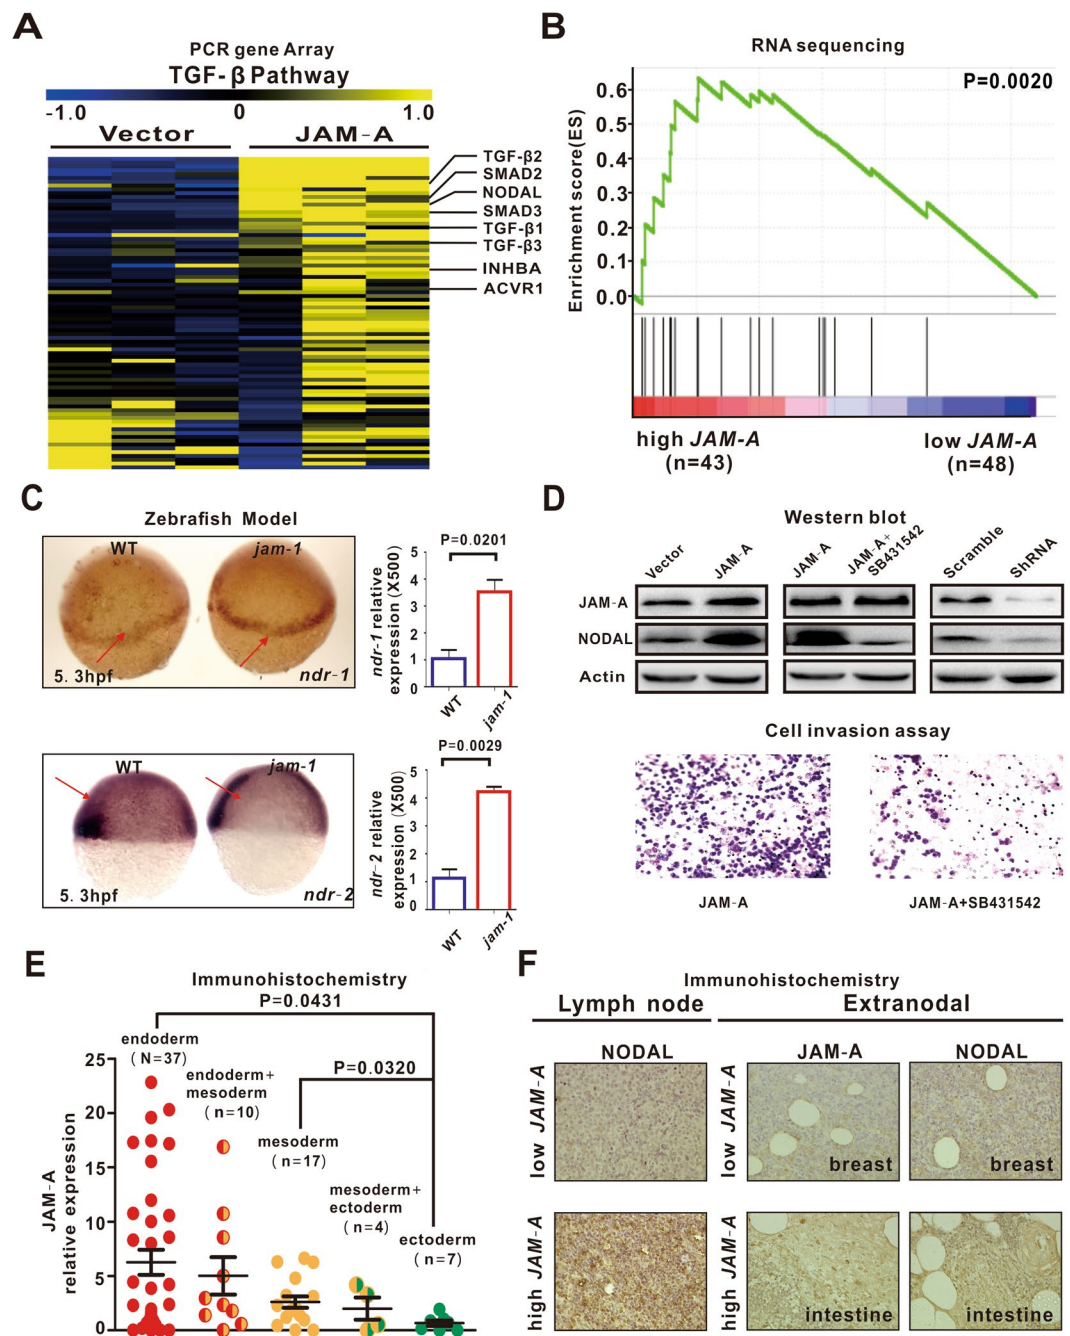 A
PCR gene Array
TGF-β Pathway
-1.0 0 1.0
Vector JAM-A
TGF-β2
SMAD2
NODAL
SMAD3
TGF-β1
TGF-β3
INHBA
ACVR1
B
RNA sequencing
P=0.0020
Enrichment score(ES)
0.6
0.5
0.4
0.3
0.2
0.1
0.0
high JAM-A
(n=43)
low JAM-A
(n=48)
C
Zebrafish Model
WT jam-1
5. 3hpf ndr-1
P=0.0201
ndr-1 relative
expression (X500)
5
4
3
2
1
0
WT jam-1
WT jam-1
5. 3hpf ndr-2
P=0.0029
ndr-2 relative
expression (X500)
5
4
3
2
1
0
WT jam-1
D
Western blot
Vector JAM-A JAM-A JAM-A+
SB431542 Scramble ShRNA
JAM-A
NODAL
Actin
Cell invasion assay
JAM-A JAM-A+SB431542
E
Immunohistochemistry
P=0.0431
endoderm
(N=37)
P=0.0320
endoderm+
mesoderm
(n=10)
mesoderm
(n=17)
mesoderm+
ectoderm
(n=4)
ectoderm
(n=7)
JAM-A
relative expression
25
20
15
10
5
0
F
Immunohistochemistry
Lymph node Extranodal
NODAL JAM-A NODAL
low JAM-A
low JAM-A
breast breast
high JAM-A
high JAM-A
intestine intestine